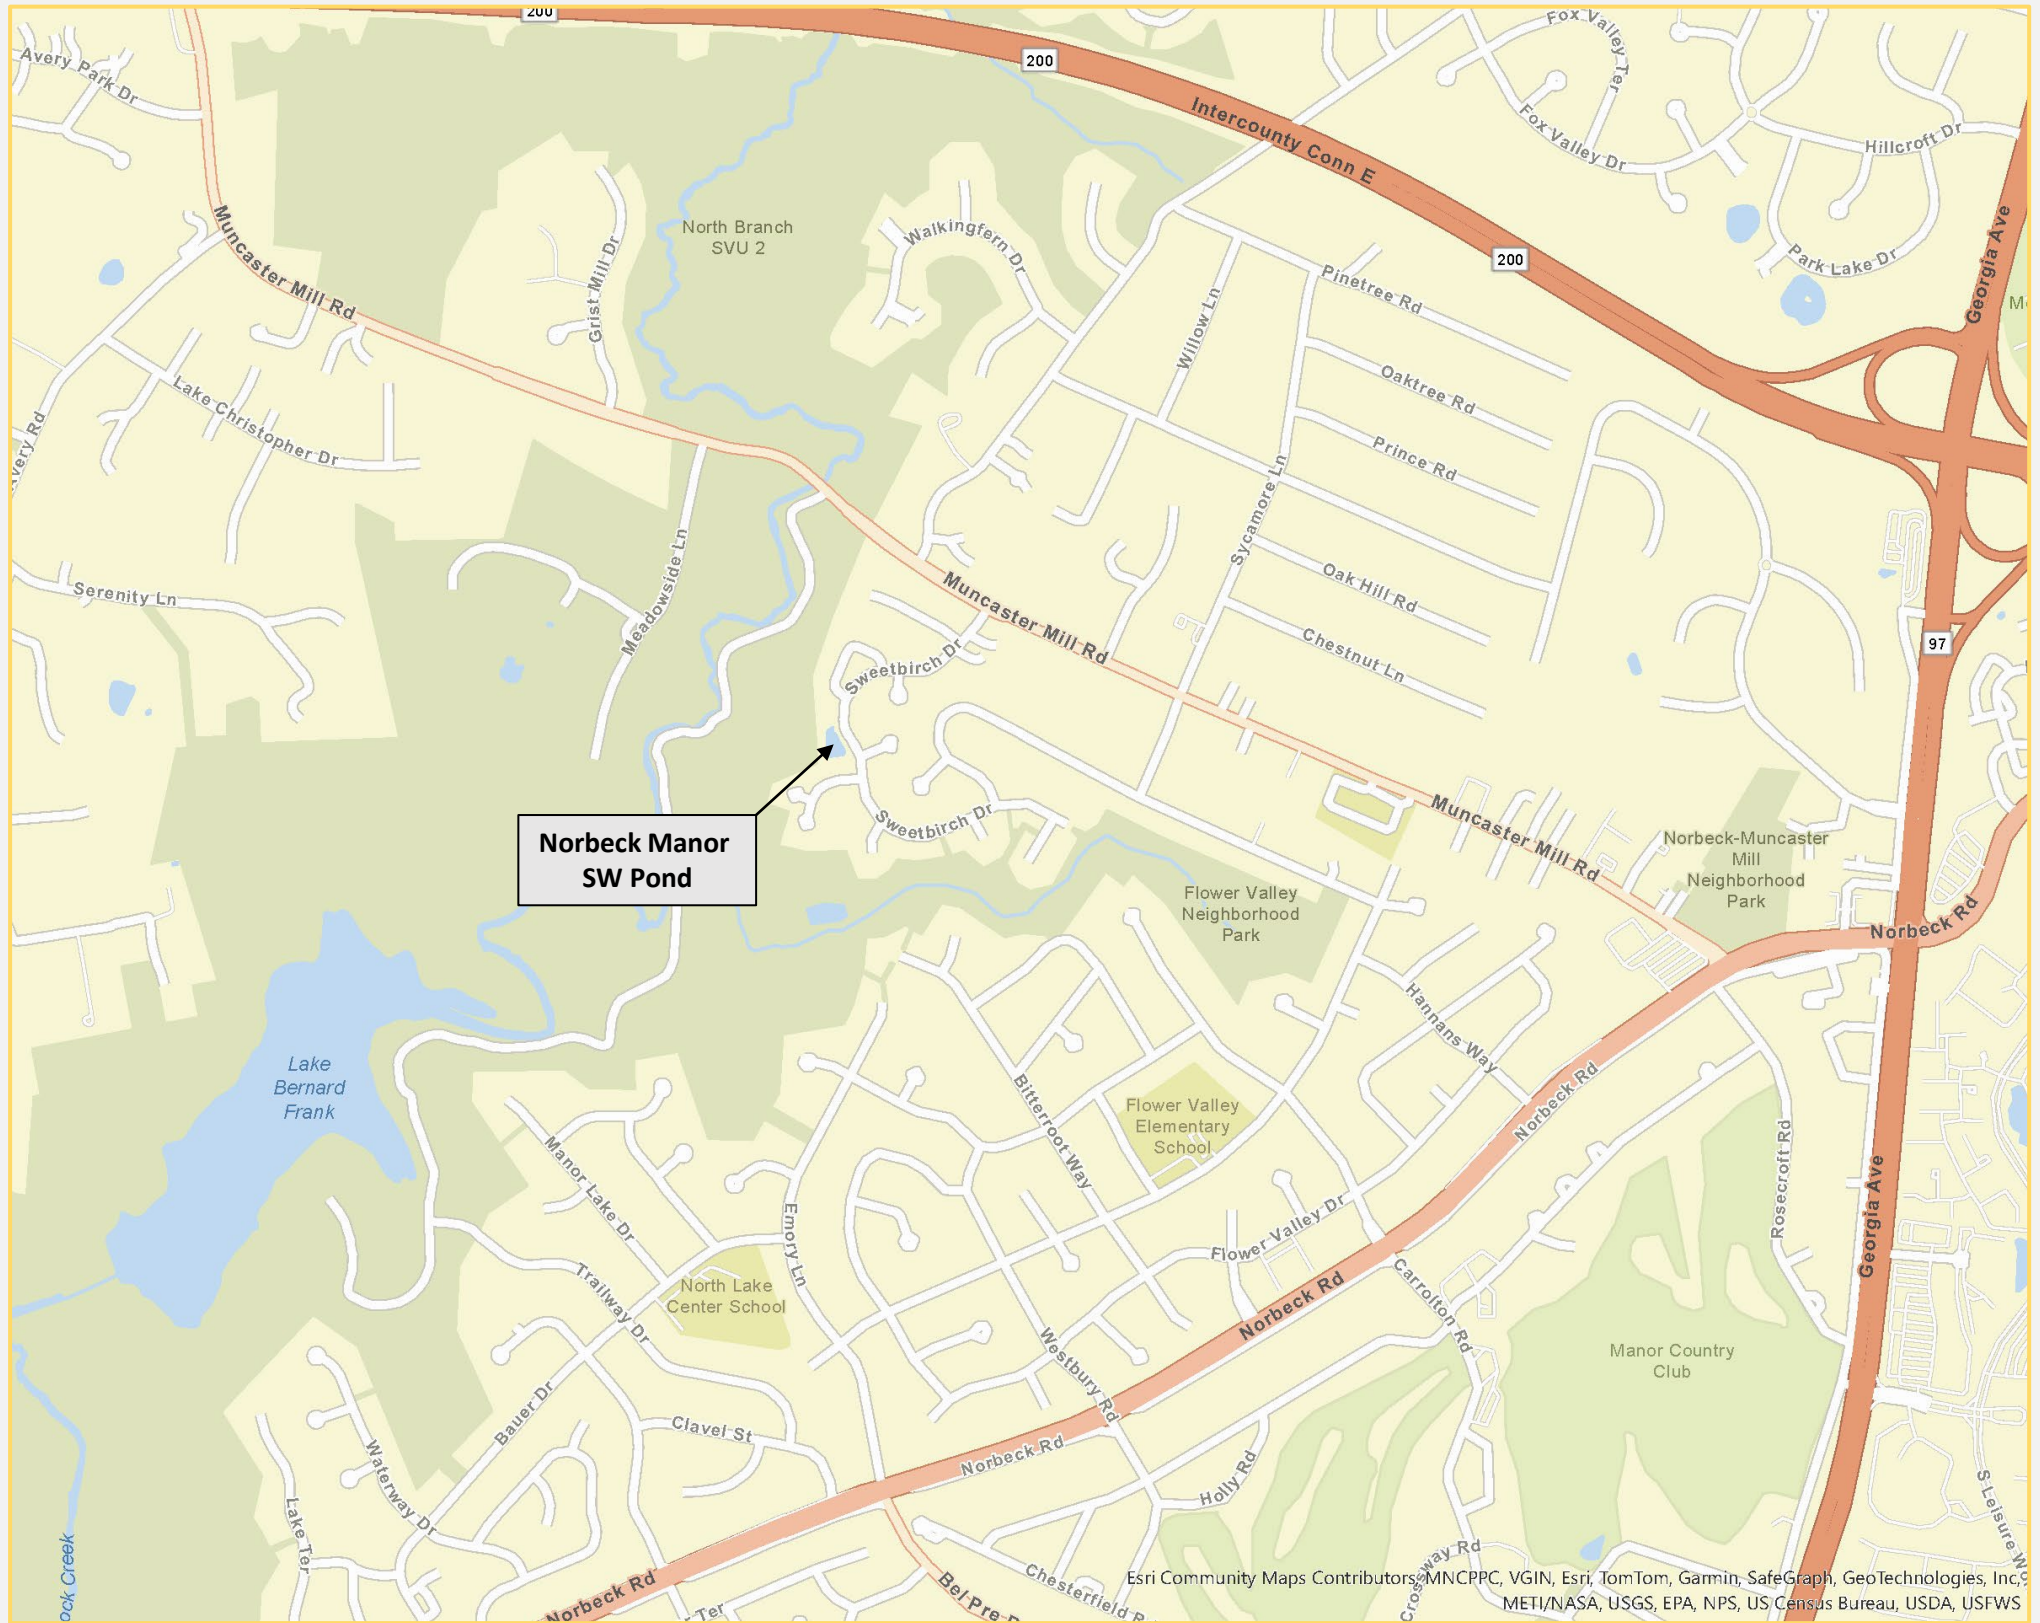 200
200
Avery Park Dr
Fox Valley Ter
Intercounty Conn E
Fox Valley Dr
Hillcroft Dr
North Branch
SVU 2
Walkingfern Dr
Muncaster Mill Rd
Grist Mill Dr
200
Park Lake Dr
Georgia Ave
Pinetree Rd
Willow Ln
Oaktree Rd
Lake Christopher Dr
Avery Rd
Prince Rd
Sycamore Ln
Serenity Ln
Meadowside Ln
Muncaster Mill Rd
Oak Hill Rd
Chestnut Ln
97
Sweetbirch Dr
Norbeck Manor
SW Pond
Sweetbirch Dr
Muncaster Mill Rd
Norbeck-Muncaster
Mill
Neighborhood
Park
Flower Valley
Neighborhood
Park
Norbeck Rd
Hannans Way
Lake
Bernard
Frank
Bitterroot Way
Flower Valley
Elementary
School
Norbeck Rd
Manor Lake Dr
Rosecroft Rd
Georgia Ave
Emory Ln
Flower Valley Dr
Trailway Dr
North Lake
Center School
Norbeck Rd
Carrolton Rd
Westbury Rd
Manor Country
Club
Bauer Dr
Clavel St
Norbeck Rd
Waterway Dr
Holly Rd
Lake Ter
S Leisure
ock Creek
Crossway Rd
Norbeck Rd
Bel Pre
Chesterfield
Ter
Esri Community Maps Contributors, MNCPPC, VGIN, Esri, TomTom, Garmin, SafeGraph, GeoTechnologies, Inc,
METI/NASA, USGS, EPA, NPS, US Census Bureau, USDA, USFWS